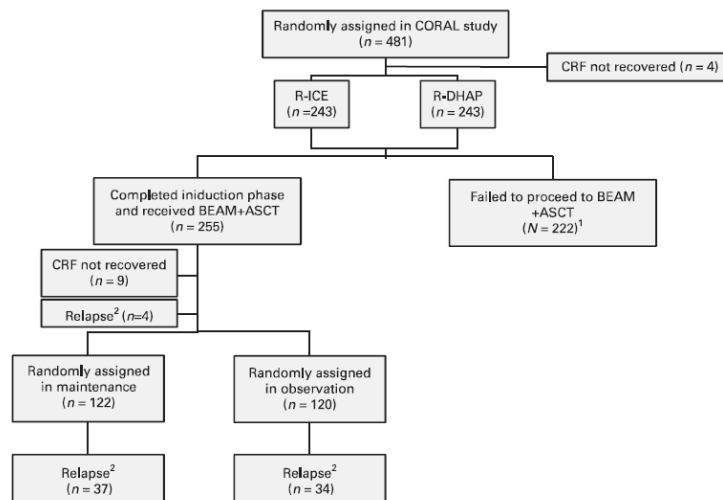 Randomly assigned in CORAL study
(n = 481)
CRF not recovered (n = 4)
R-ICE
(n =243)
R-DHAP
(n = 243)
Completed iniduction phase
and received BEAM+ASCT
(n = 255)
Failed to proceed to BEAM
+ASCT
(N = 222)1
CRF not recovered
(n = 9)
Relapse2 (n=4)
Randomly assigned
in maintenance
(n = 122)
Randomly assigned
in observation
(n = 120)
Relapse2
(n = 37)
Relapse2
(n = 34)